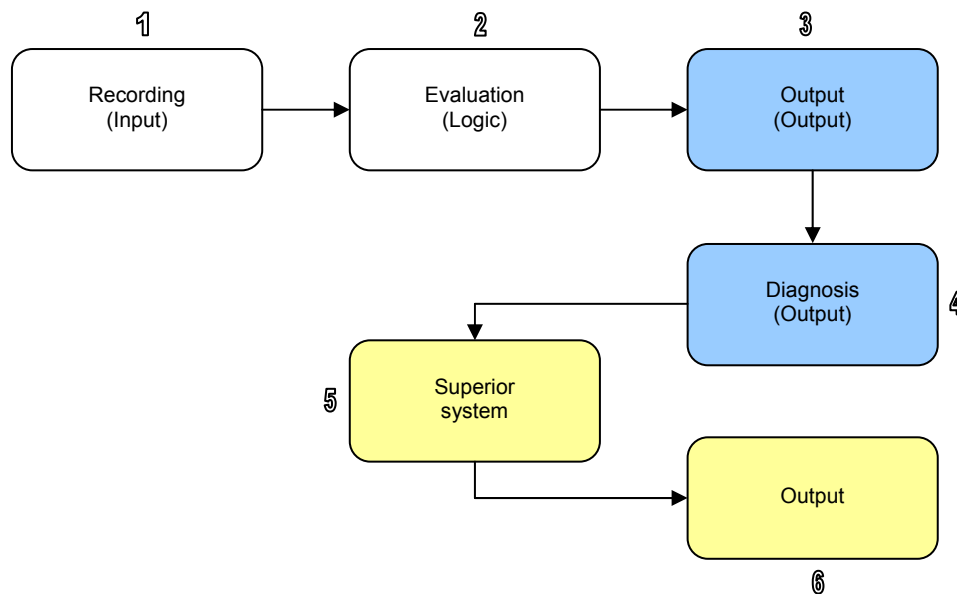 1
2
3
Recording
(Input)
Evaluation
(Logic)
Output
(Output)
Diagnosis
(Output)
4
5
Superior
system
Output
6